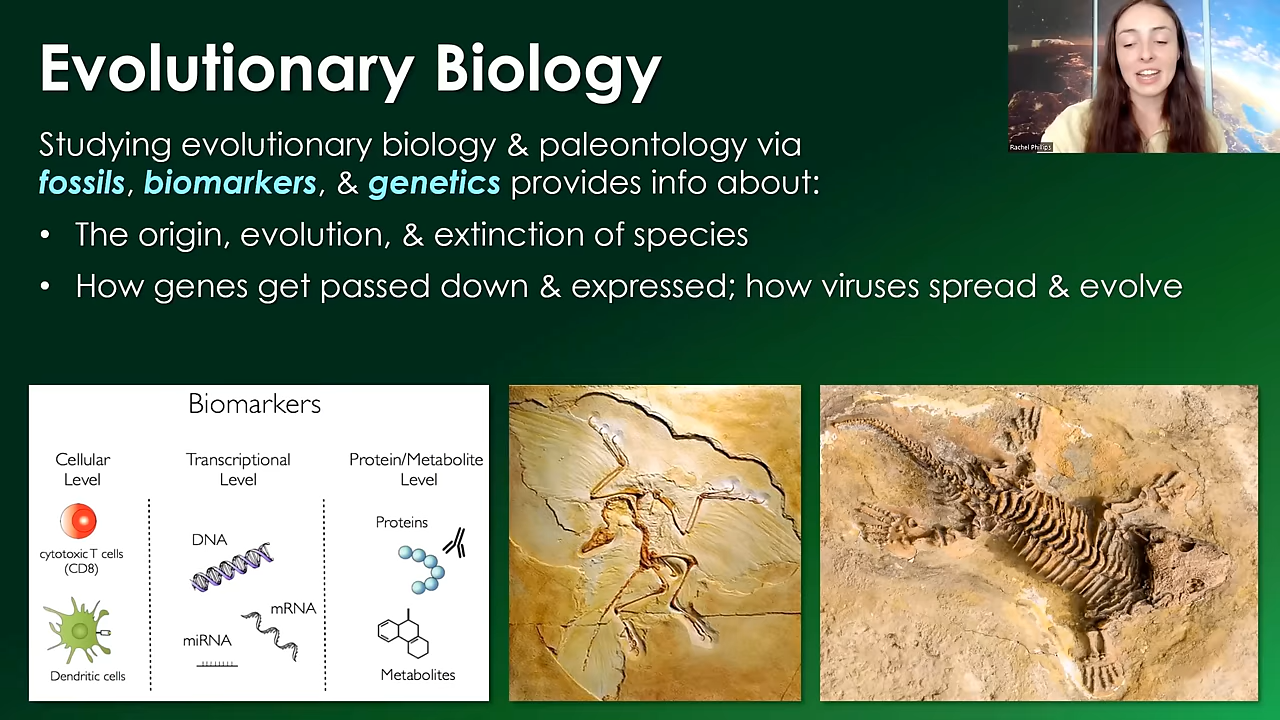 Evolutionary Biology
Rachel Phillips
Studying evolutionary biology & paleontology via
fossils, biomarkers, & genetics provides info about:
• The origin, evolution, & extinction of species
• How genes get passed down & expressed; how viruses spread & evolve
Biomarkers
Cellular
Level
cytotoxic T cells
(CD8)
Dendritic cells
Transcriptional
Level
DNA
mRNA
miRNA
Protein/Metabolite
Level
Proteins
Metabolites